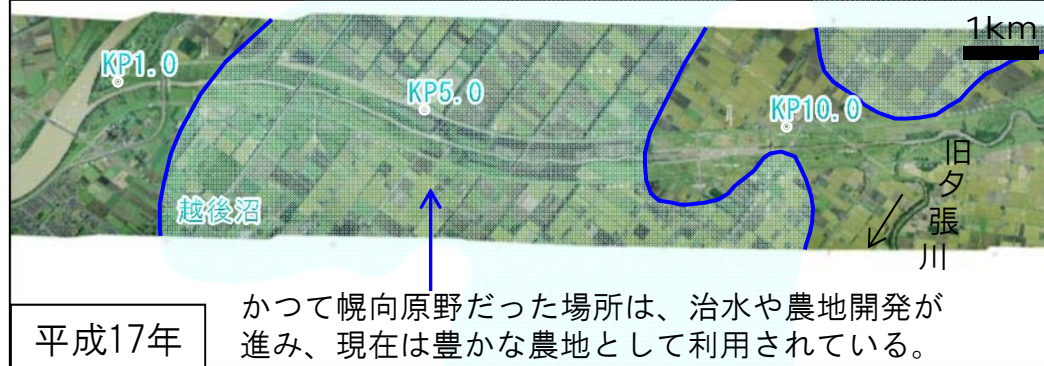 1km
KP1.0
KP5.0
KP10.0
越後沼
旧夕張川
かつて幌向原野だった場所は、治水や農地開発が
進み、現在は豊かな農地として利用されている。
平成17年